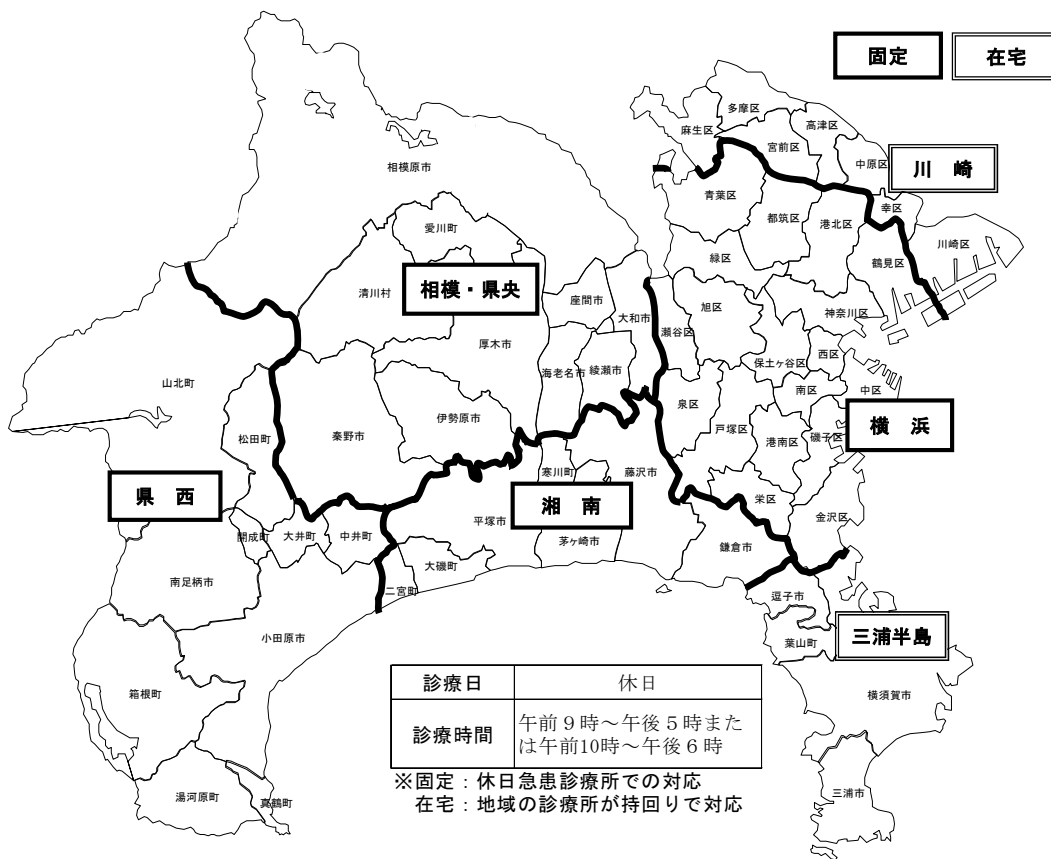 固定 在宅
多摩区
高津区
麻生区
宮前区
中原区
川　崎
相模原市
青葉区
幸区
都筑区
港北区
愛川町
川崎区
鶴見区
緑区
清川村
相模・県央
座間市
旭区
大和市
神奈川区
瀬谷区
厚木市
西区
保土ヶ谷区
海老名市
綾瀬市
山北町
南区
中区
泉区
伊勢原市
横　浜
戸塚区
松田町
秦野市
港南区
磯子区
寒川町
藤沢市
県　西
栄区
湘　南
金沢区
平塚市
開成町
大井町
中井町
茅ヶ崎市
鎌倉市
大磯町
南足柄市
二宮町
逗子市
小田原市
三浦半島
葉山町
診療日 休日
箱根町
横須賀市
診療時間
午前９時～午後５時また
は午前10時～午後６時
※固定：休日急患診療所での対応
湯河原町
真鶴町
三浦市
在宅：地域の診療所が持回りで対応